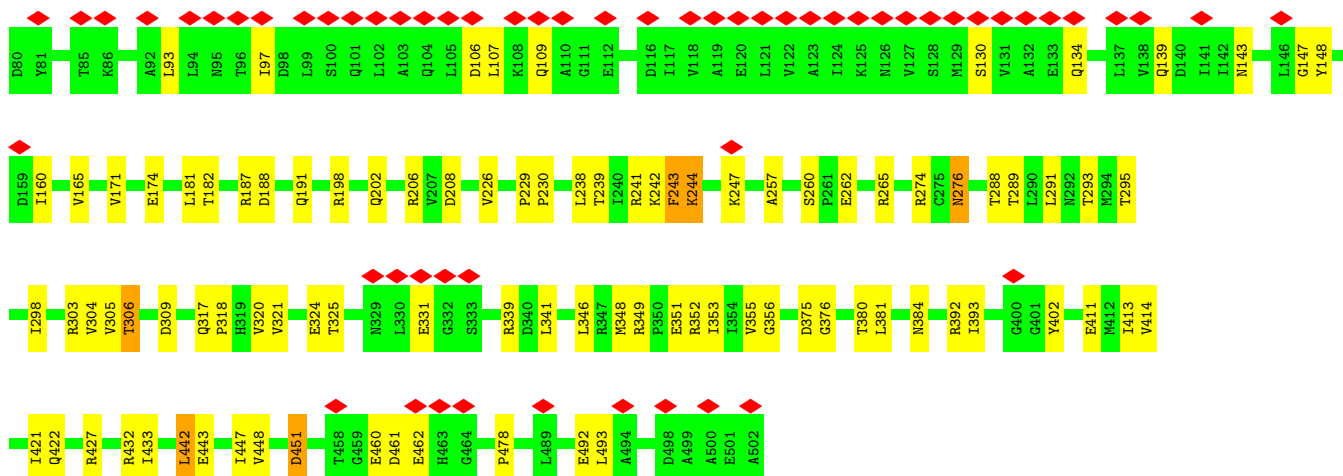 D80 Y81 T85 K86 A92 L93 L94 N95 T96 I97 D98 L99 S100 Q101 L102 A103 Q104 L105 D106 L107 K108 Q109 A110 G111 E112 D116 I117 V118 A119 E120 L121 V122 A123 I124 K125 N126 V127 S128 M129 S130 V131 A132 E133 Q134 L137 V138 Q139 D140 I141 I142 N143 L146 G147 Y148
D159 I160 V165 V171 E174 L181 T182 R187 D188 Q191 R198 Q202 R206 V207 D208 V226 P229 P230 L238 T239 I240 R241 K242 F243 K244 K247 A257 S260 P261 E262 R265 R274 C275 N276 T288 T289 L290 L291 N292 T293 M294 T295
I298 R303 V304 V305 T306 D309 Q317 P318 H319 V320 V321 E324 T325 N329 L330 E331 G332 S333 R339 D340 L341 L346 R347 M348 R349 P350 E351 R352 I353 I354 V355 G356 D375 G376 T380 L381 N384 R392 I393 G400 G401 Y402 E411 M412 I413 V414
I421 Q422 R427 R432 I433 L442 E443 I447 V448 D451 T458 G459 E460 D461 E462 H463 G464 P478 L489 E492 L493 A494 D498 A499 A500 E501 A502